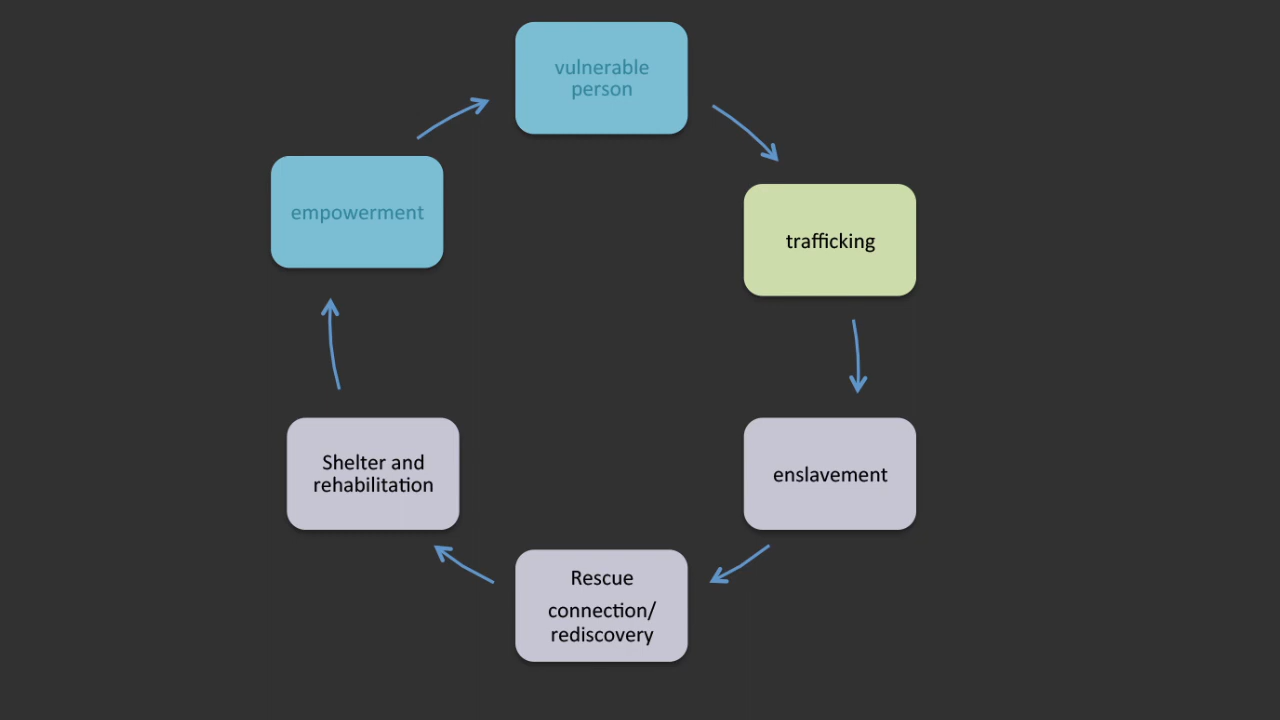 vulnerable
person
trafficking
enslavement
Rescue
connection/
rediscovery
Shelter and
rehabilitation
empowerment